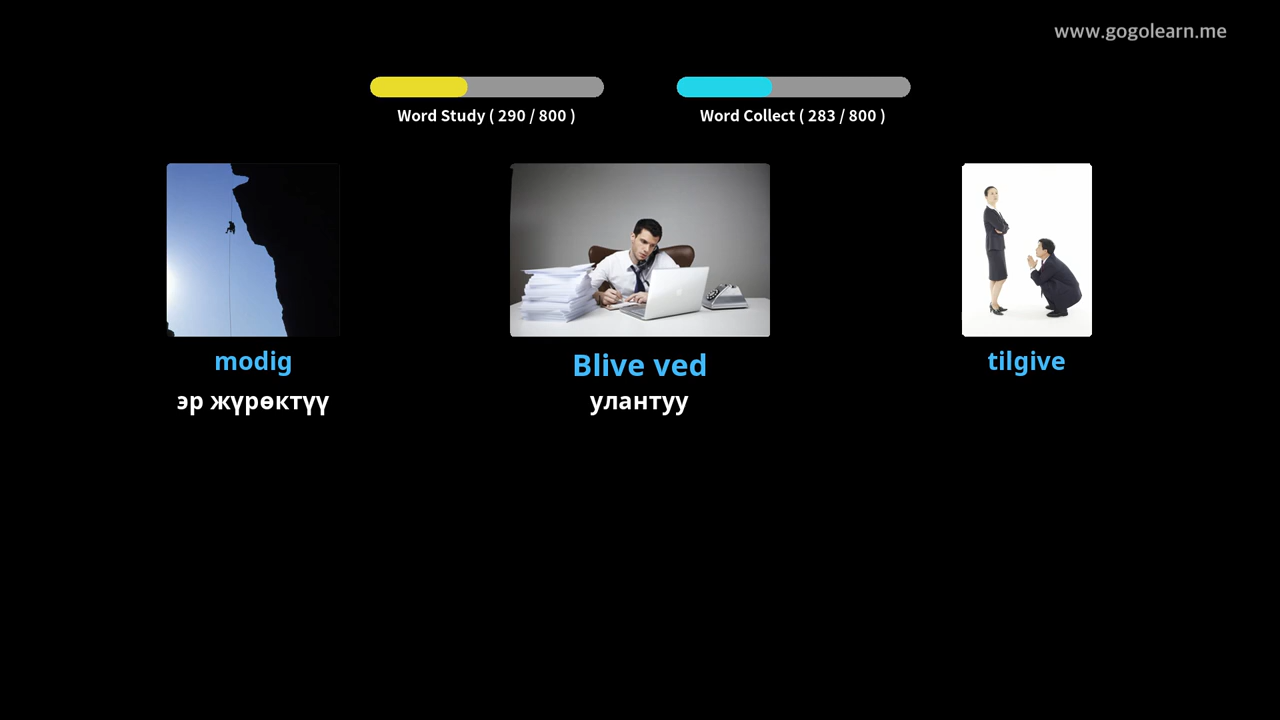 www.gogolearn.me
Word Study ( 290 / 800 )
Word Collect ( 283 / 800 )
modig
Blive ved
tilgive
эр жүрөктүү
улантуу